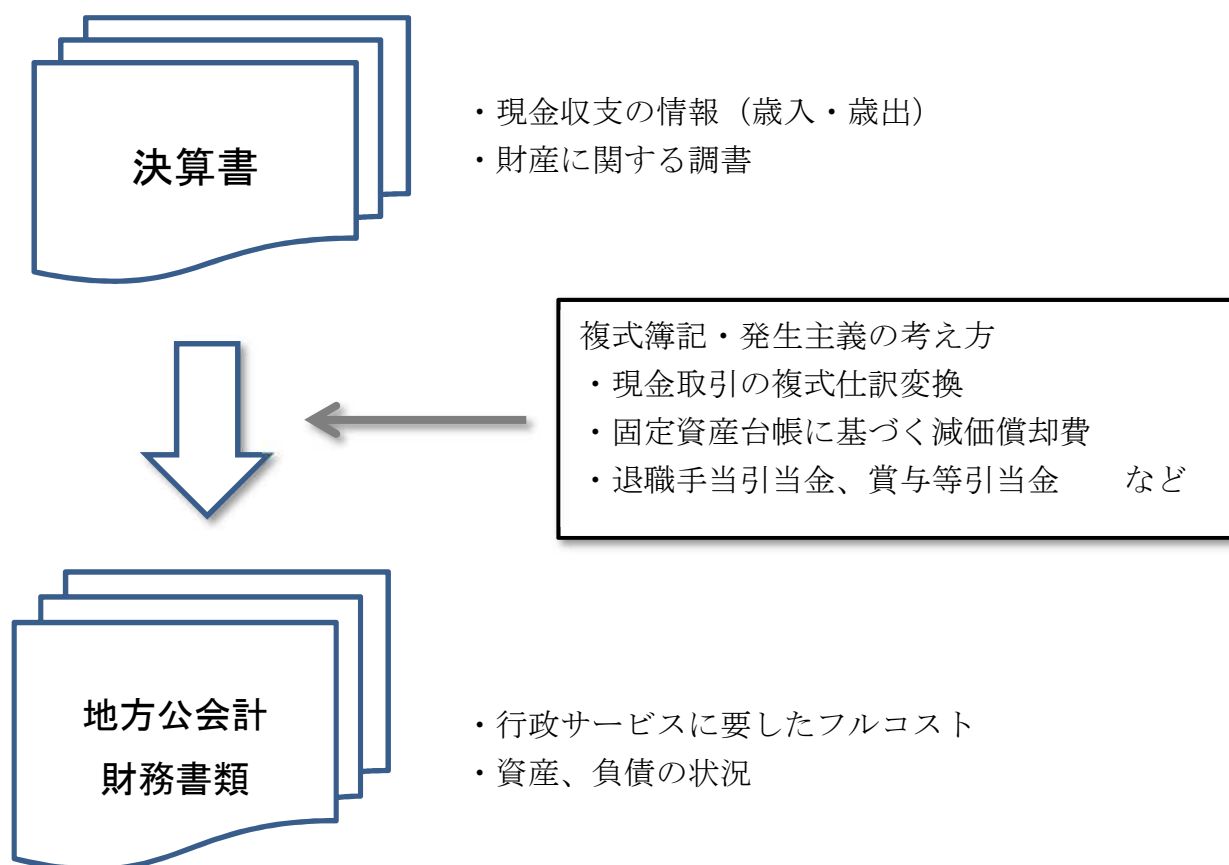 決算書
・現金収支の情報（歳入・歳出）
・財産に関する調書
複式簿記・発生主義の考え方
・現金取引の複式仕訳変換
・固定資産台帳に基づく減価償却費
・退職手当引当金、賞与等引当金　　など
地方公会計
財務書類
・行政サービスに要したフルコスト
・資産、負債の状況